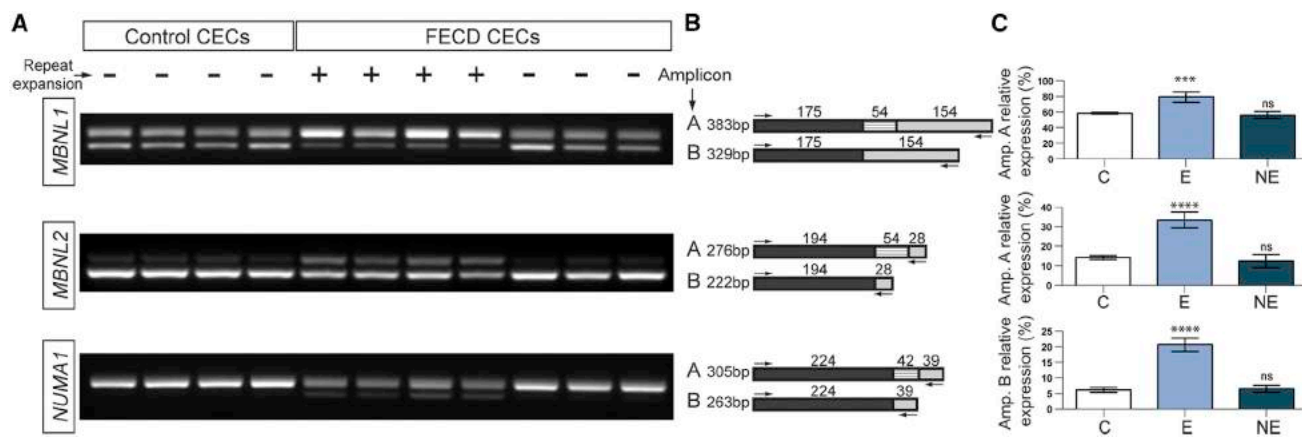 A
Control CECs
FECD CECs
Repeat expansion
- - - - + + + + - - -
MBNL1
MBNL2
NUMA1
B
Amplicon
A 383bp
175 54 154
B 329bp
175 154
A 276bp
194 54 28
B 222bp
194 28
A 305bp
224 42 39
B 263bp
224 39
C
Amp. A relative
expression (%)
100
80
60
40
20
0
***
ns
C E NE
Amp. A relative
expression (%)
40
30
20
10
0
****
ns
C E NE
Amp. B relative
expression (%)
25
20
15
10
5
0
****
ns
C E NE